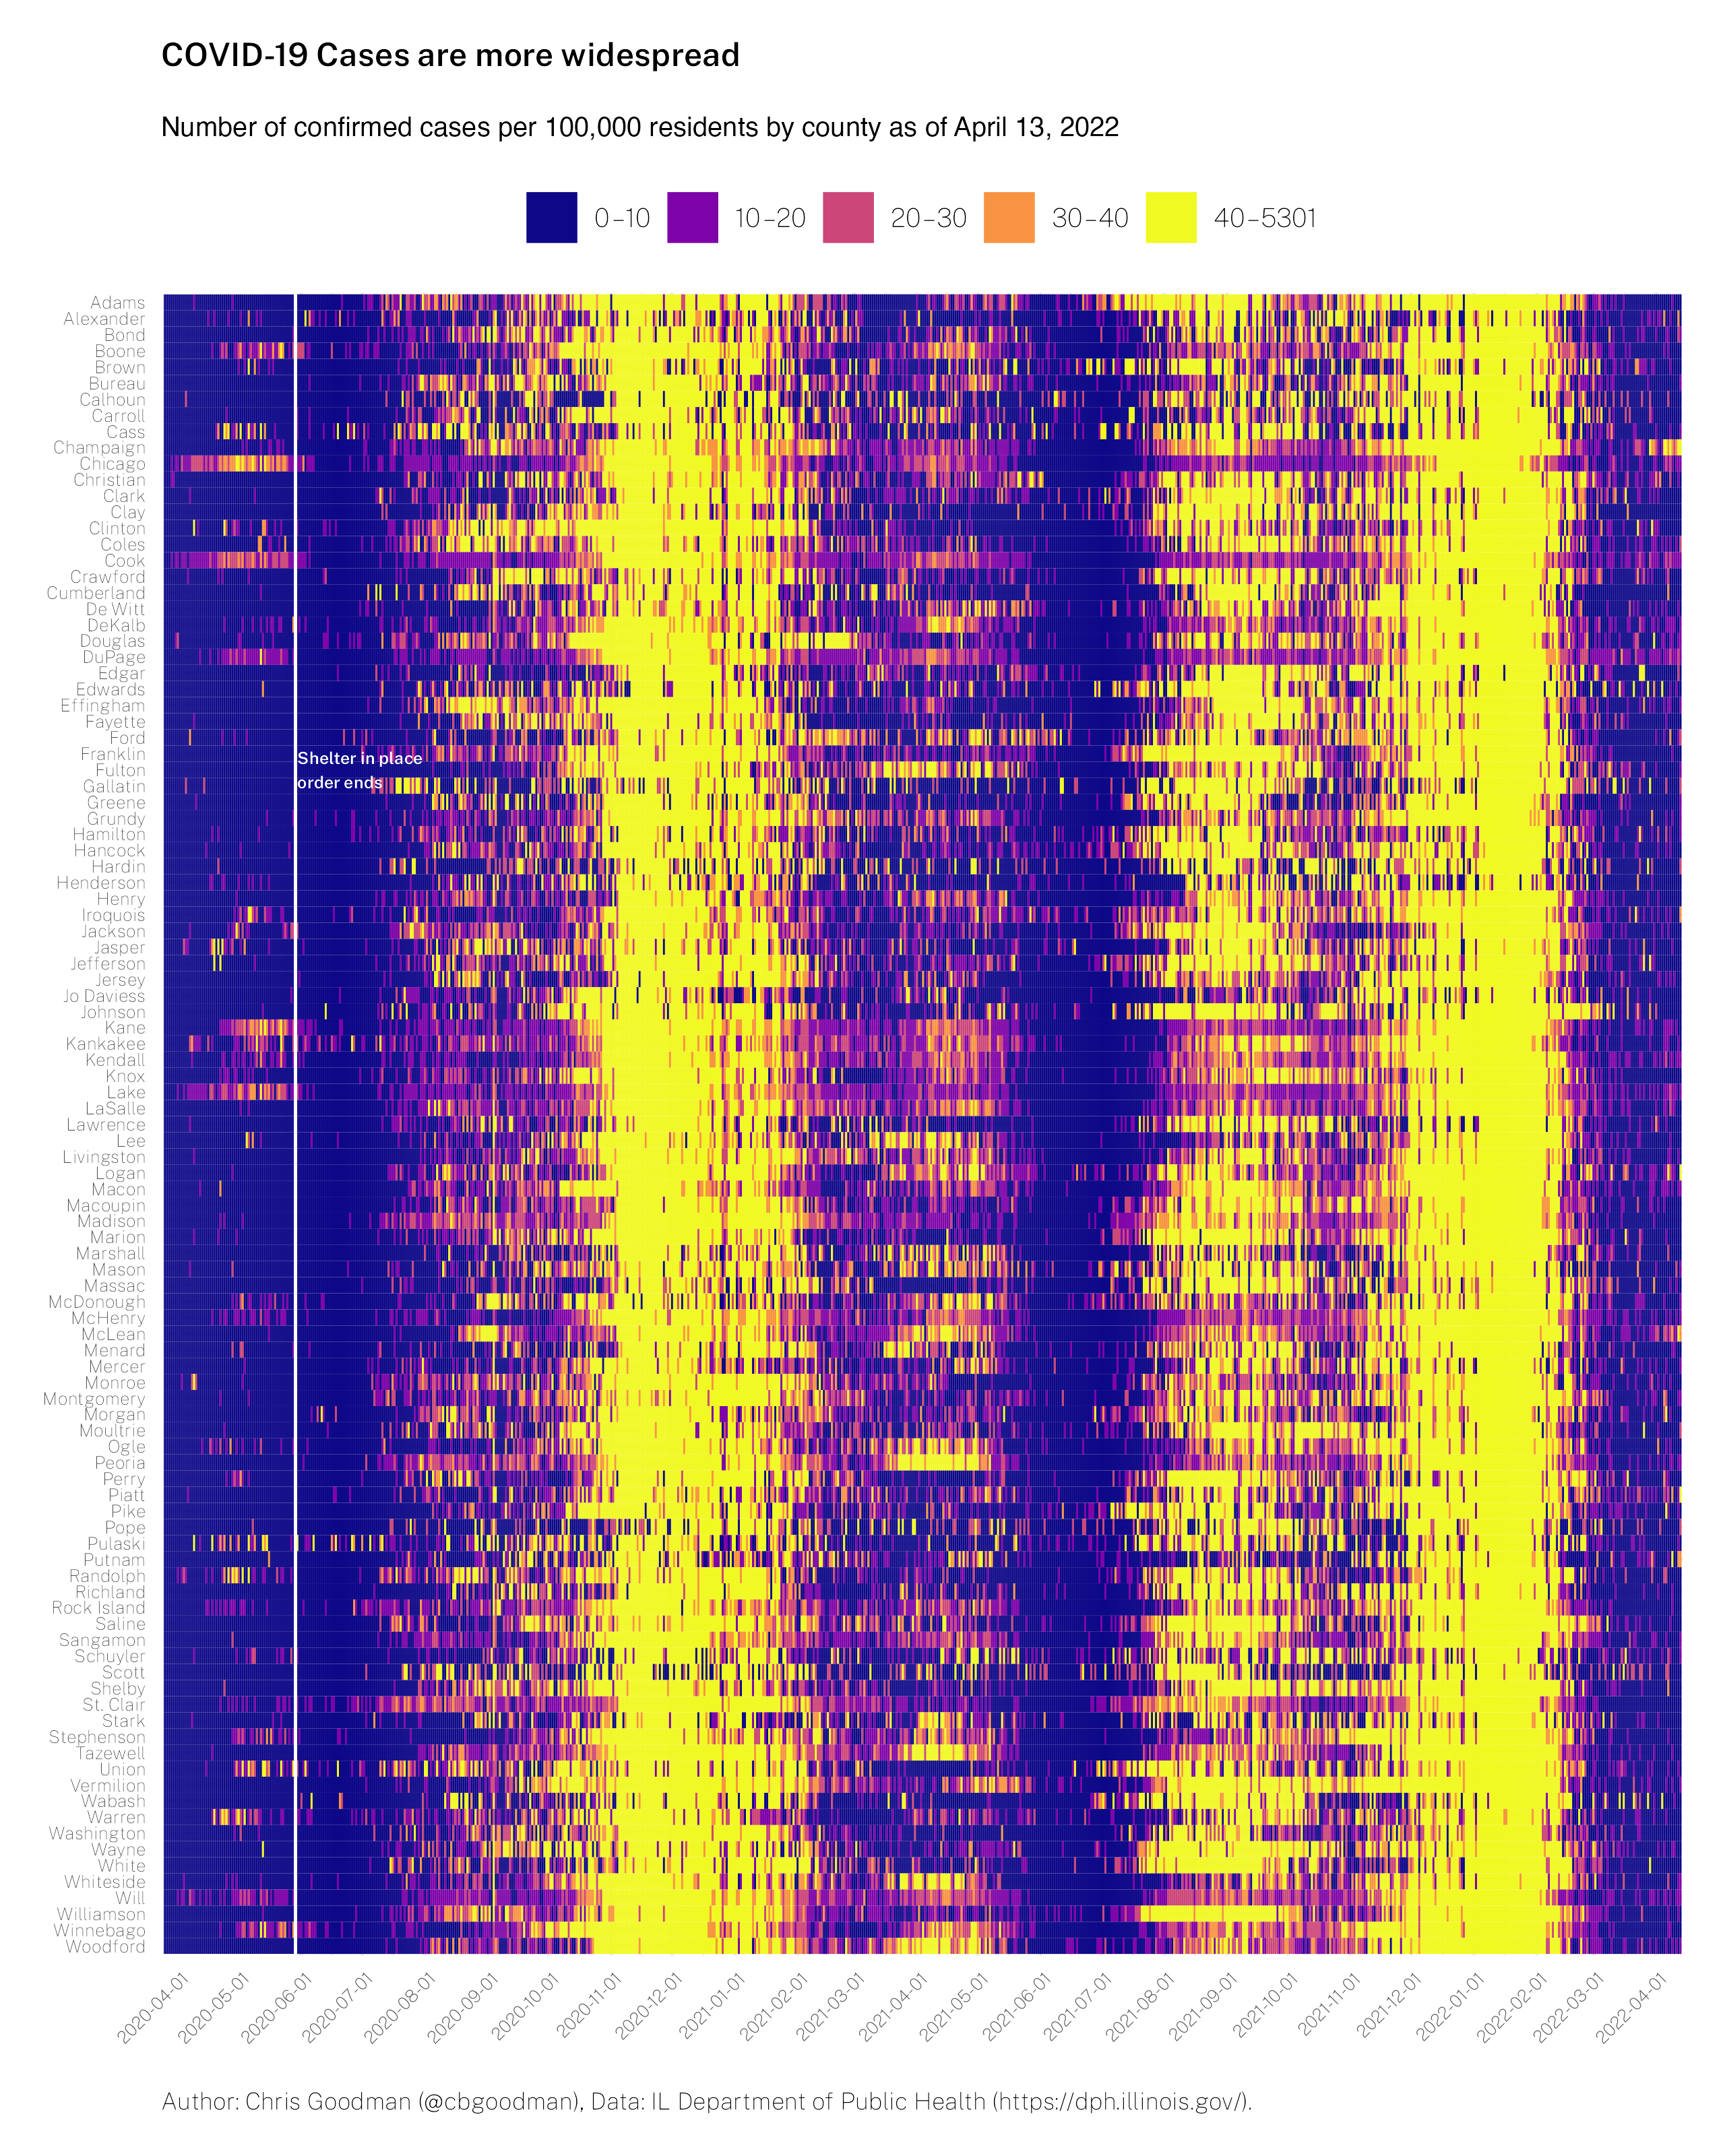 COVID-19 Cases are more widespread
Number of confirmed cases per 100,000 residents by county as of April 13, 2022
0–10 10–20 20–30 30–40 40–5301
Adams
Alexander
Bond
Boone
Brown
Bureau
Calhoun
Carroll
Cass
Champaign
Chicago
Christian
Clark
Clay
Clinton
Coles
Cook
Crawford
Cumberland
De Witt
DeKalb
Douglas
DuPage
Edgar
Edwards
Effingham
Fayette
Ford
Franklin
Fulton
Gallatin
Greene
Grundy
Hamilton
Hancock
Hardin
Henderson
Henry
Iroquois
Jackson
Jasper
Jefferson
Jersey
Jo Daviess
Johnson
Kane
Kankakee
Kendall
Knox
Lake
LaSalle
Lawrence
Lee
Livingston
Logan
Macon
Macoupin
Madison
Marion
Marshall
Mason
Massac
McDonough
McHenry
McLean
Menard
Mercer
Monroe
Montgomery
Morgan
Moultrie
Ogle
Peoria
Perry
Piatt
Pike
Pope
Pulaski
Putnam
Randolph
Richland
Rock Island
Saline
Sangamon
Schuyler
Scott
Shelby
St. Clair
Stark
Stephenson
Tazewell
Union
Vermilion
Wabash
Warren
Washington
Wayne
White
Whiteside
Will
Williamson
Winnebago
Woodford
Shelter in place
order ends
2020-04-01
2020-05-01
2020-06-01
2020-07-01
2020-08-01
2020-09-01
2020-10-01
2020-11-01
2020-12-01
2021-01-01
2021-02-01
2021-03-01
2021-04-01
2021-05-01
2021-06-01
2021-07-01
2021-08-01
2021-09-01
2021-10-01
2021-11-01
2021-12-01
2022-01-01
2022-02-01
2022-03-01
2022-04-01
Author: Chris Goodman (@cbgoodman), Data: IL Department of Public Health (https://dph.illinois.gov/).